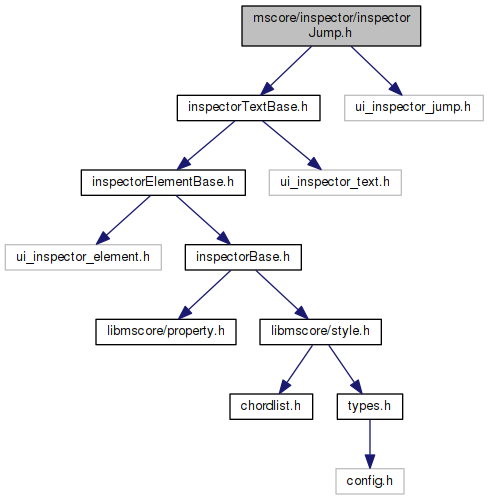 mscore/inspector/inspector
Jump.h
inspectorTextBase.h
ui_inspector_jump.h
inspectorElementBase.h
ui_inspector_text.h
ui_inspector_element.h
inspectorBase.h
libmscore/property.h
libmscore/style.h
chordlist.h
types.h
config.h